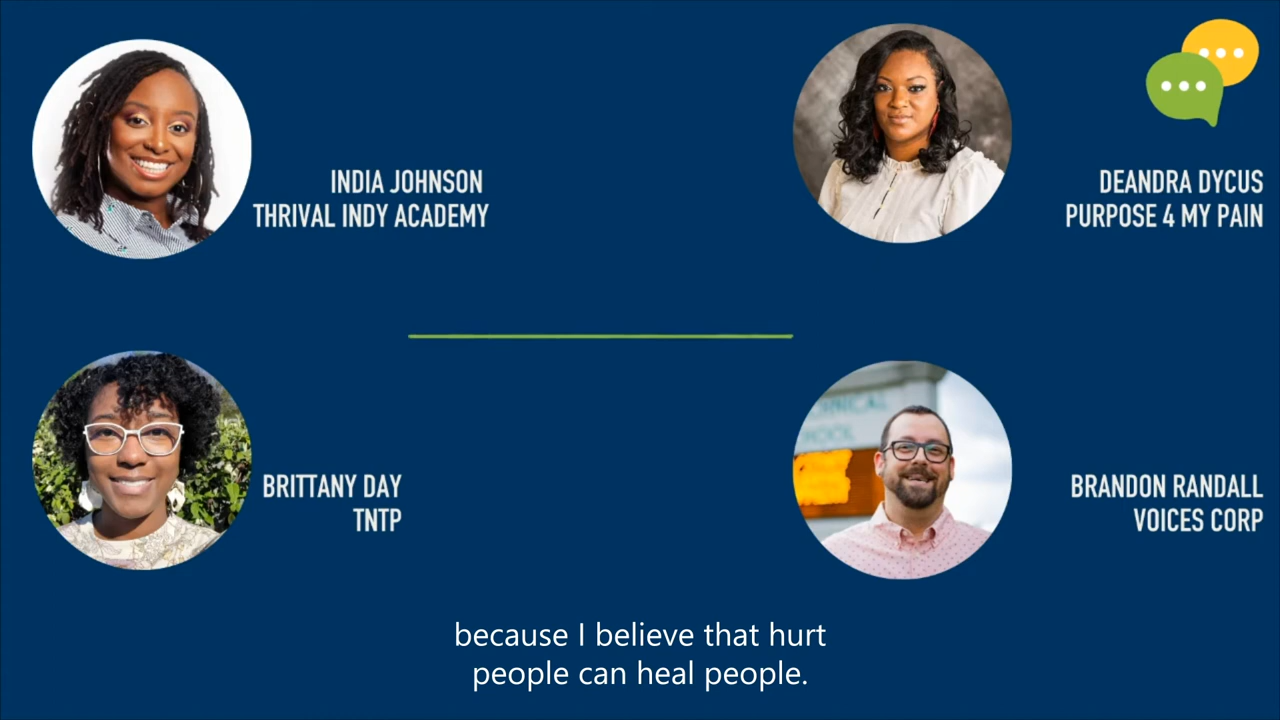 INDIA JOHNSON
THRIVAL INDY ACADEMY
DEANDRA DYCUS
PURPOSE 4 MY PAIN
BRITTANY DAY
TNTP
BRANDON RANDALL
VOICES CORP
because I believe that hurt
people can heal people.